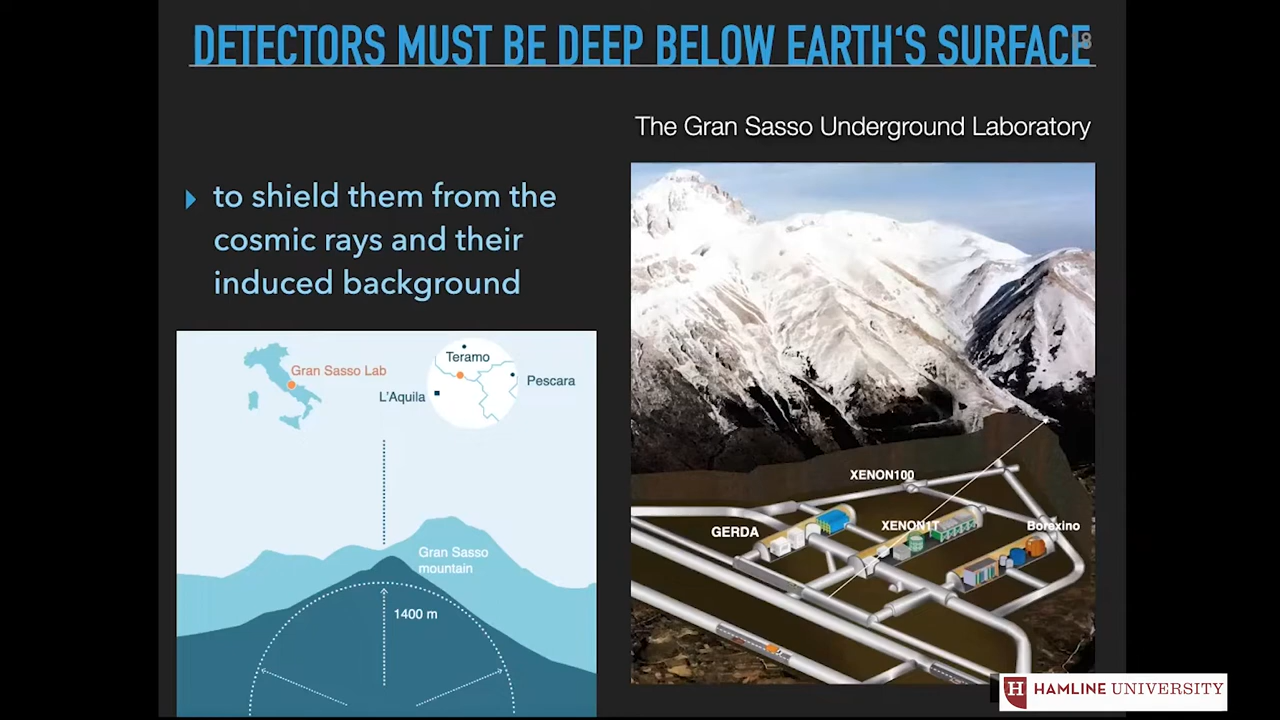 DETECTORS MUST BE DEEP BELOW EARTH‘S SURFACE
8
The Gran Sasso Underground Laboratory
to shield them from the
cosmic rays and their
induced background
Teramo
Gran Sasso Lab
Pescara
L'Aquila
Gran Sasso
mountain
1400 m
XENON100
GERDA
XENON1T
Borexino
H HAMLINE UNIVERSITY